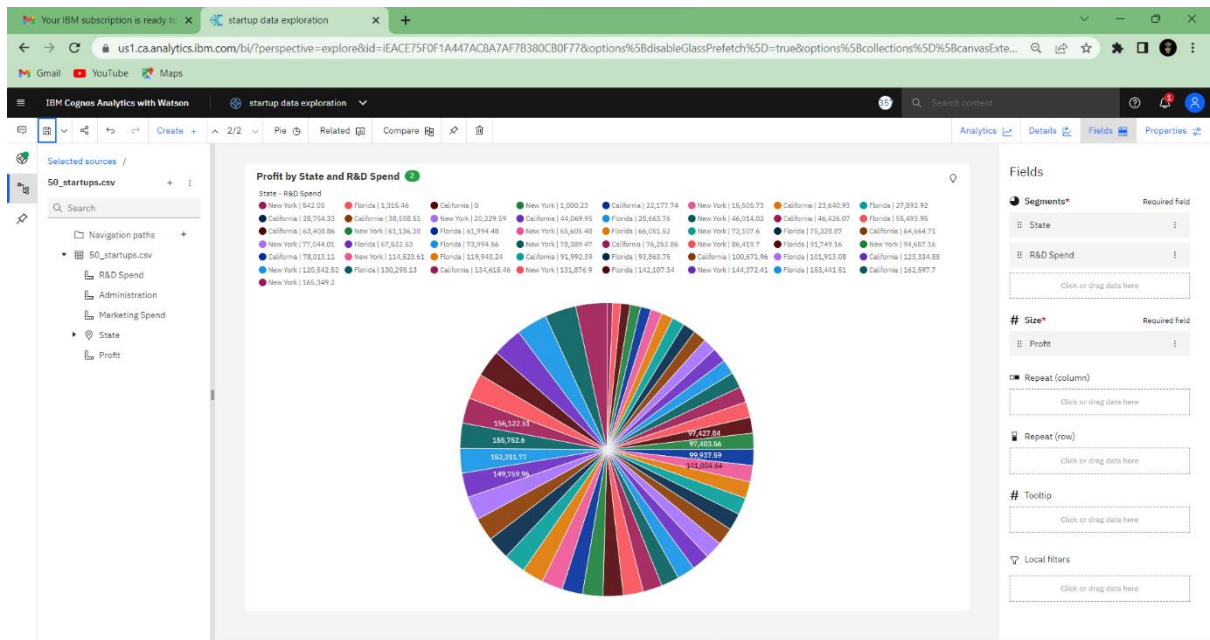 Your IBM subscription is ready to
startup data exploration
us1.ca.analytics.ibm.com/bi/?perspective=explore&id=iEACE75F0F1A447AC8A7AF7B380CB0F77&options%5BdisableGlassPrefetch%5D=true&options%5Bcollections%5D%5BcanvasExte...
Gmail YouTube Maps
IBM Cognos Analytics with Watson startup data exploration Search content
Create + 2/2 Pie Related Compare Analytics Details Fields Properties
Selected sources /
50_startups.csv
Search
Navigation paths
50_startups.csv
R&D Spend
Administration
Marketing Spend
State
Profit
Profit by State and R&D Spend 2
State - R&D Spend
New York | 542.05 Florida | 1,315.46 California | 0 New York | 1,000.23 California | 22,177.74 New York | 15,505.73 California | 23,640.93 Florida | 27,892.92
California | 28,754.33 California | 38,558.51 New York | 20,229.59 California | 44,069.95 Florida | 28,663.76 New York | 46,014.02 California | 46,426.07 Florida | 55,493.95
California | 63,408.86 New York | 61,136.38 Florida | 61,994.48 New York | 65,605.48 Florida | 66,051.52 New York | 72,107.6 Florida | 75,328.87 California | 64,664.71
New York | 77,044.01 Florida | 67,532.53 Florida | 73,994.56 New York | 78,389.47 California | 76,253.86 New York | 86,419.7 Florida | 91,749.16 New York | 94,657.16
California | 78,013.11 New York | 114,523.61 Florida | 119,943.24 California | 91,992.39 Florida | 93,863.75 California | 100,671.96 Florida | 101,913.08 California | 123,334.88
New York | 120,542.52 Florida | 130,298.13 California | 134,615.46 New York | 131,876.9 Florida | 142,107.34 New York | 144,372.41 Florida | 153,441.51 California | 162,597.7
New York | 165,349.2
156,122.51
155,752.6
152,211.77
149,759.96
97,427.84
97,483.56
99,937.59
101,004.64
Fields
Segments* Required field
State
R&D Spend
Click or drag data here
# Size* Required field
Profit
Repeat (column)
Click or drag data here
Repeat (row)
Click or drag data here
# Tooltip
Click or drag data here
Local filters
Click or drag data here